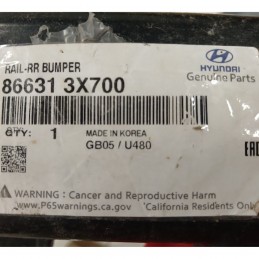 RAIL-RR BUMPER
86631 3X700
HYUNDAI
Genuine Parts
QTY: 1
MADE IN KOREA
GB05 / U480
EAC
WARNING: Cancer and Reproductive Harm
www.P65warnings.ca.gov
California Residents Only